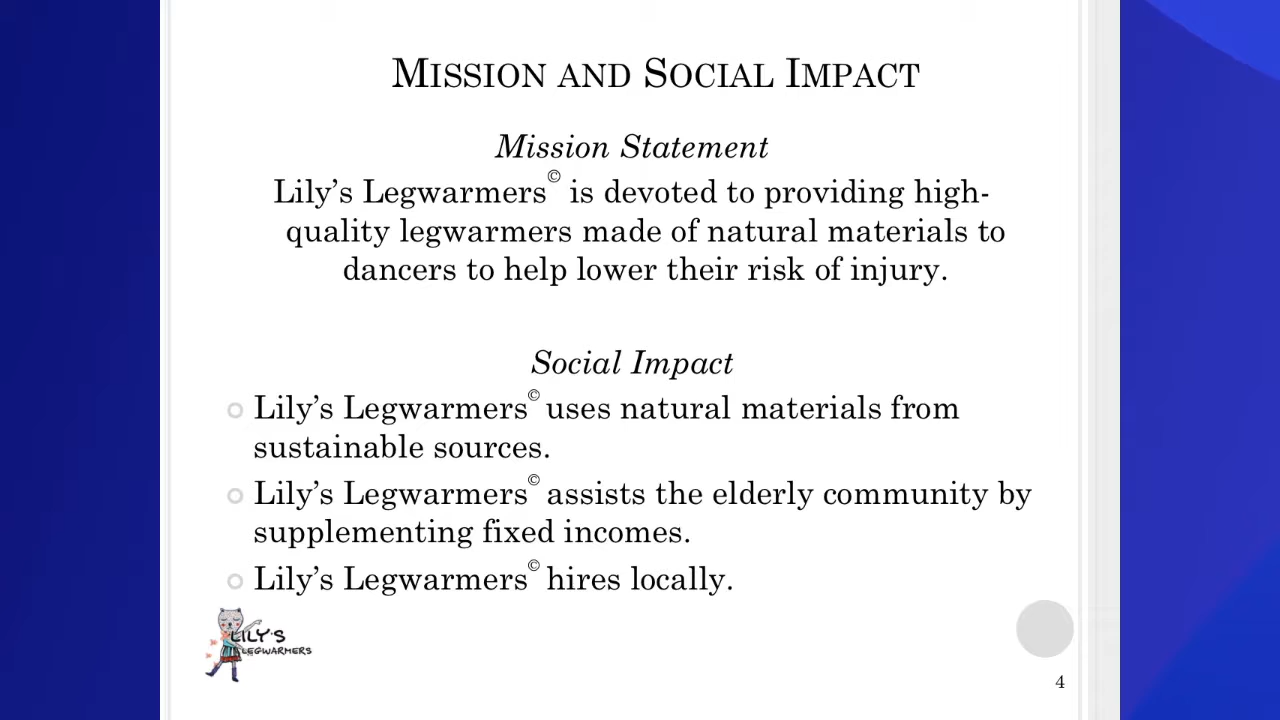 MISSION AND SOCIAL IMPACT
Mission Statement
Lily's Legwarmers© is devoted to providing high-
quality legwarmers made of natural materials to
dancers to help lower their risk of injury.
Social Impact
Lily's Legwarmers© uses natural materials from
sustainable sources.
Lily's Legwarmers© assists the elderly community by
supplementing fixed incomes.
Lily's Legwarmers© hires locally.
LILY'S
LEGWARMERS
4